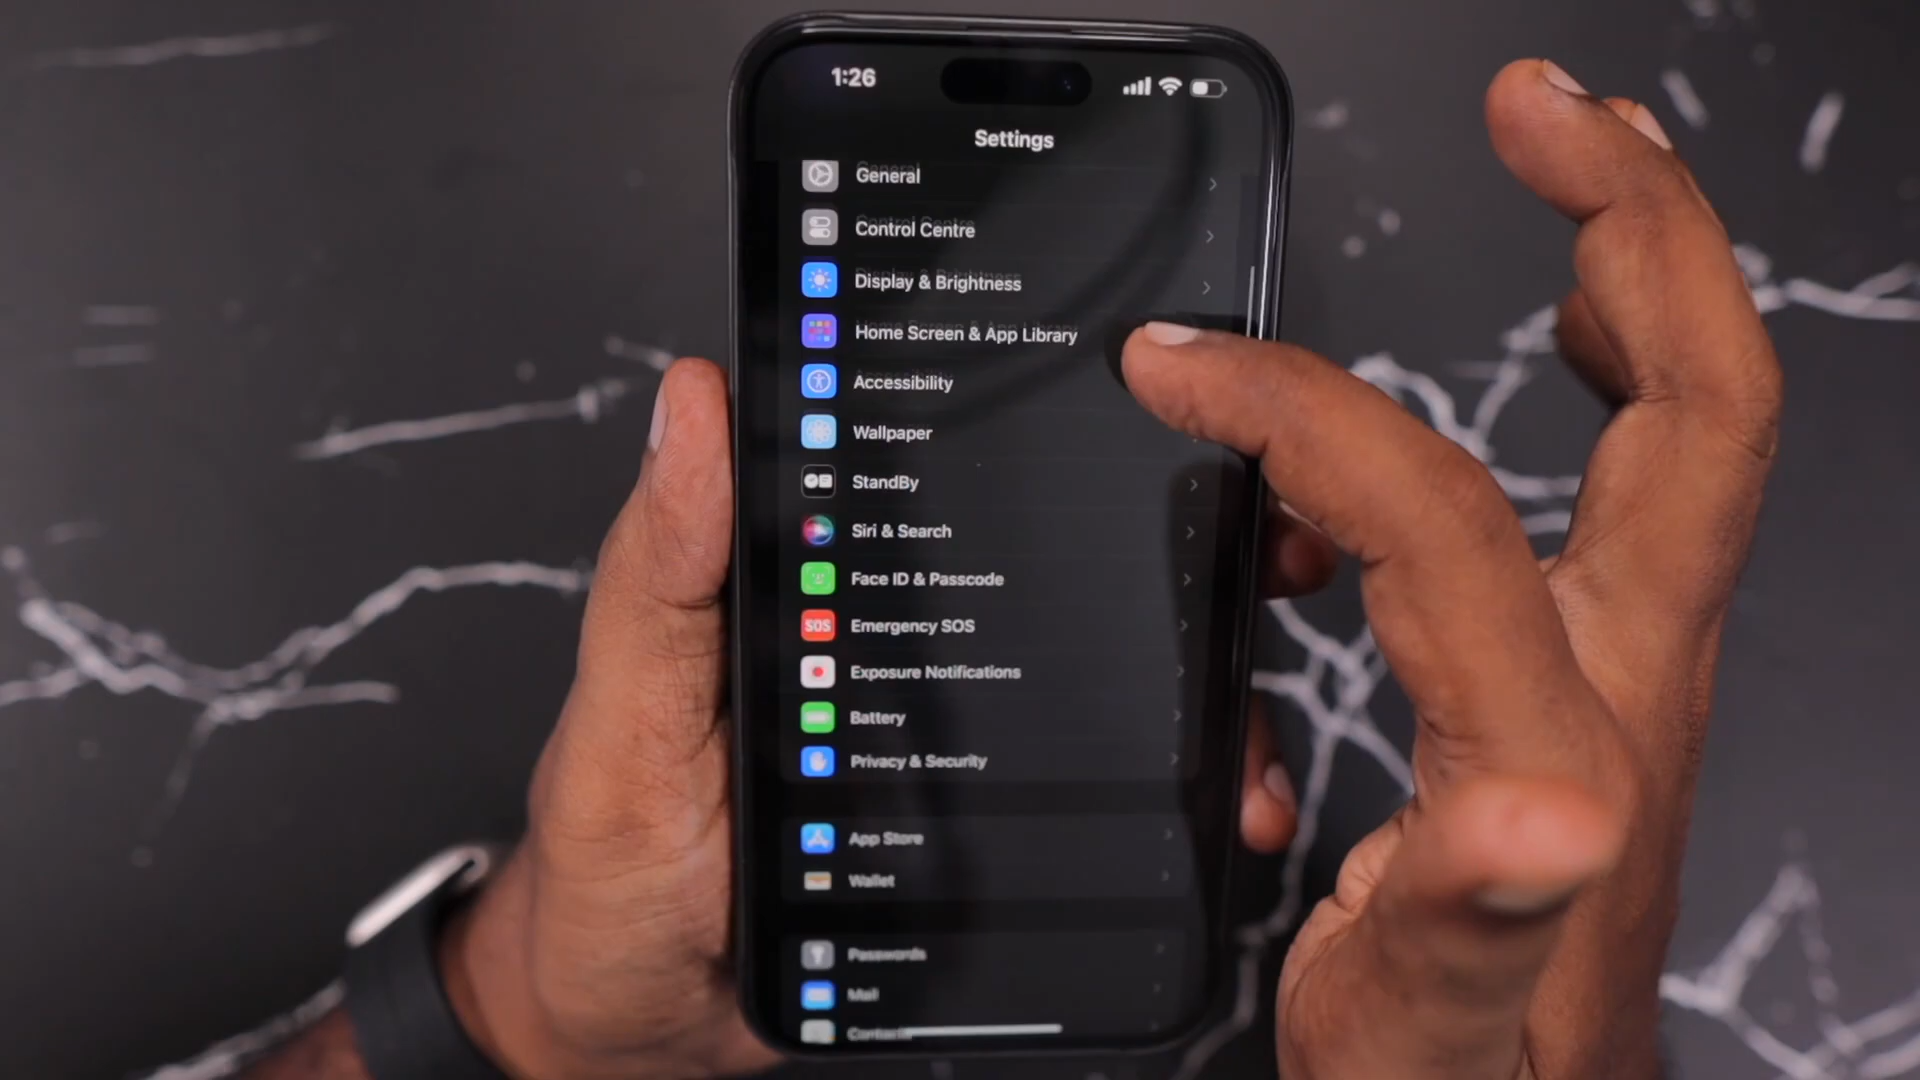 1:26
Settings
General
Control Centre
Display & Brightness
Home Screen & App Library
Accessibility
Wallpaper
StandBy
Siri & Search
Face ID & Passcode
SOS Emergency SOS
Exposure Notifications
Battery
Privacy & Security
App Store
Wallet
Passwords
Mail
Contacts